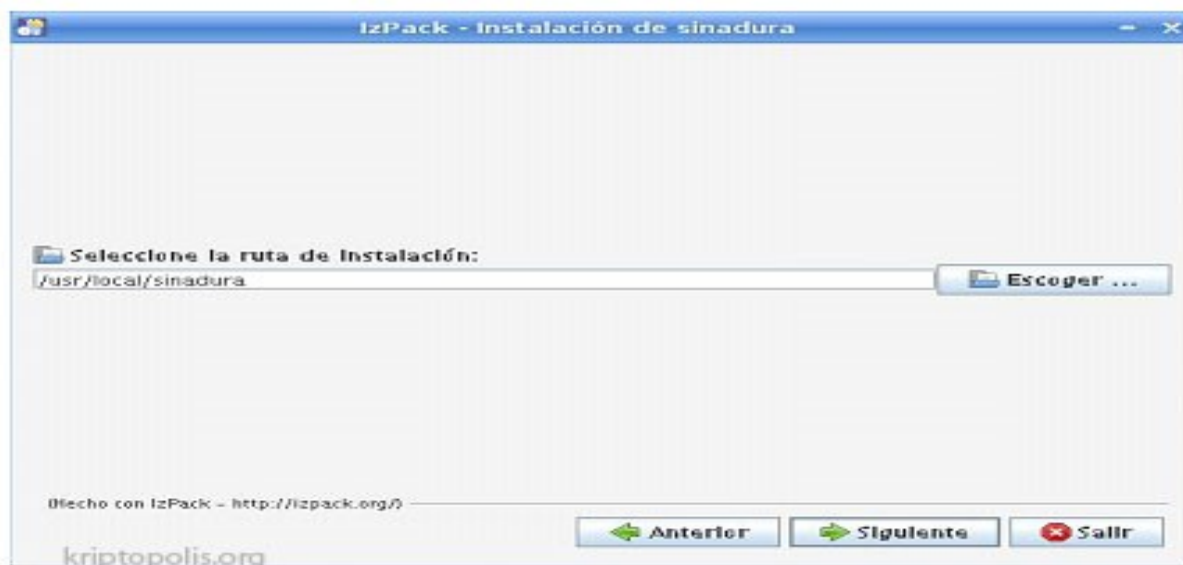 IzPack - Instalación de sinadura
Seleccione la ruta de instalación:
/usr/local/sinadura
Escoger ...
(Hecho con IzPack - http://izpack.org/)
Anterior
Siguiente
Salir
kriptopolis.org